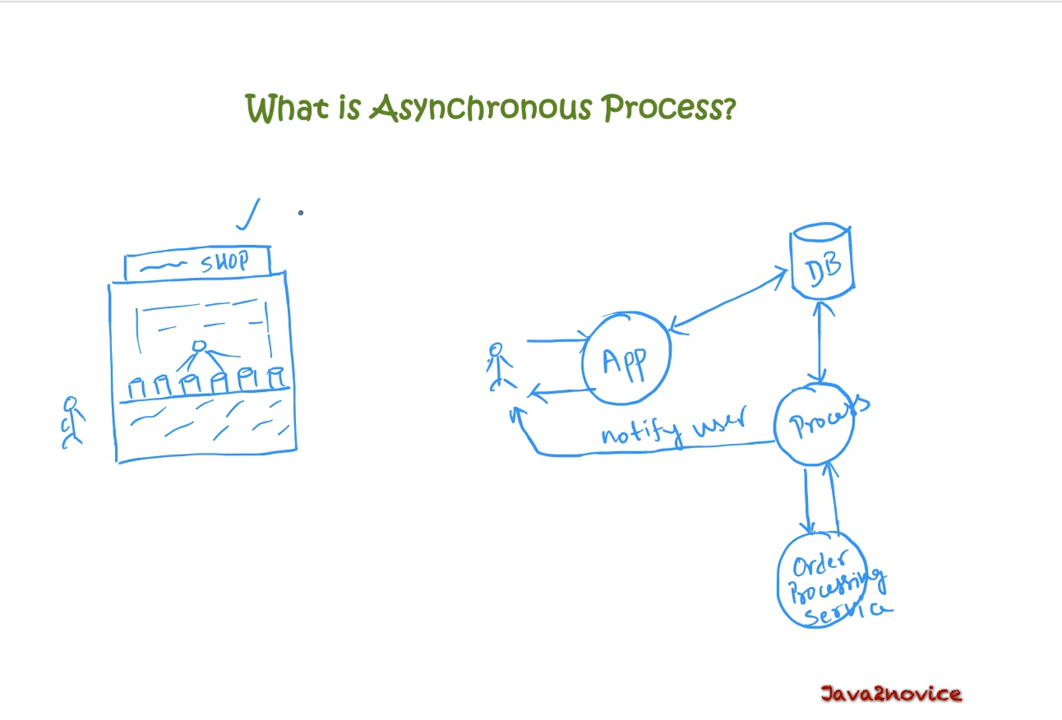 What is Asynchronous Process?
SHOP
DB
App
Process
notify user
Order
Processing
Service
Java2novice